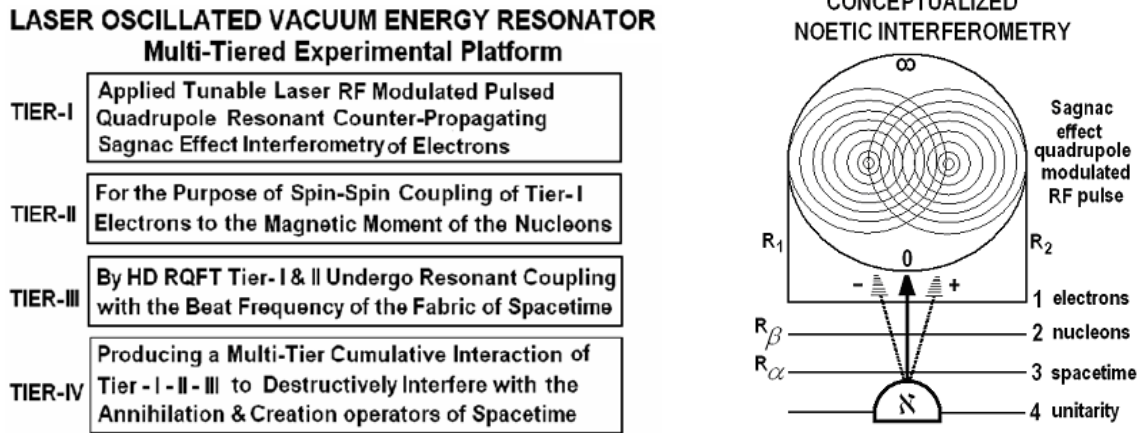 LASER OSCILLATED VACUUM ENERGY RESONATOR
Multi-Tiered Experimental Platform
TIER-I
Applied Tunable Laser RF Modulated Pulsed
Quadrupole Resonant Counter-Propagating
Sagnac Effect Interferometry of Electrons
TIER-II
For the Purpose of Spin-Spin Coupling of Tier-I
Electrons to the Magnetic Moment of the Nucleons
TIER-III
By HD RQFT Tier-I & II Undergo Resonant Coupling
with the Beat Frequency of the Fabric of Spacetime
TIER-IV
Producing a Multi-Tier Cumulative Interaction of
Tier - I - II - III to Destructively Interfere with the
Annihilation & Creation operators of Spacetime
CONCEPTUALIZED
NOETIC INTERFEROMETRY
∞
Sagnac
effect
quadrupole
modulated
RF pulse
R1
0
R2
- +
1 electrons
Rβ
2 nucleons
Rα
3 spacetime
ℵ
4 unitarity